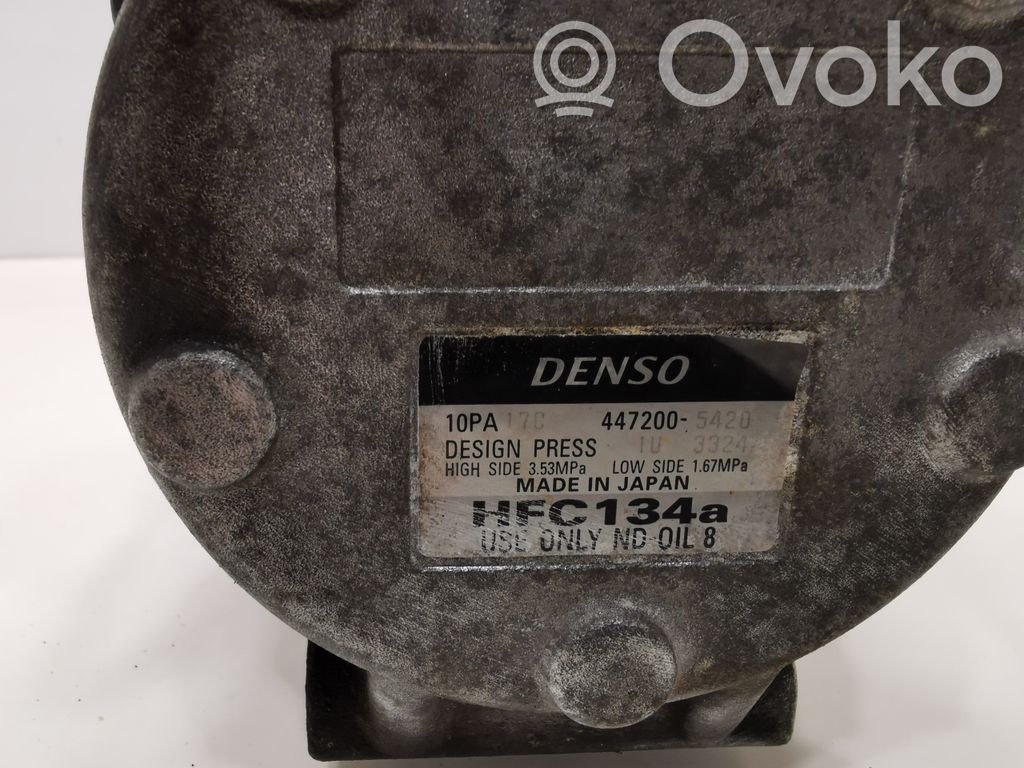 Ovoko
DENSO
10PA17C 447200-5420
DESIGN PRESS 10 3324
HIGH SIDE 3.53MPa LOW SIDE 1.67MPa
MADE IN JAPAN
HFC134a
USE ONLY ND-OIL 8